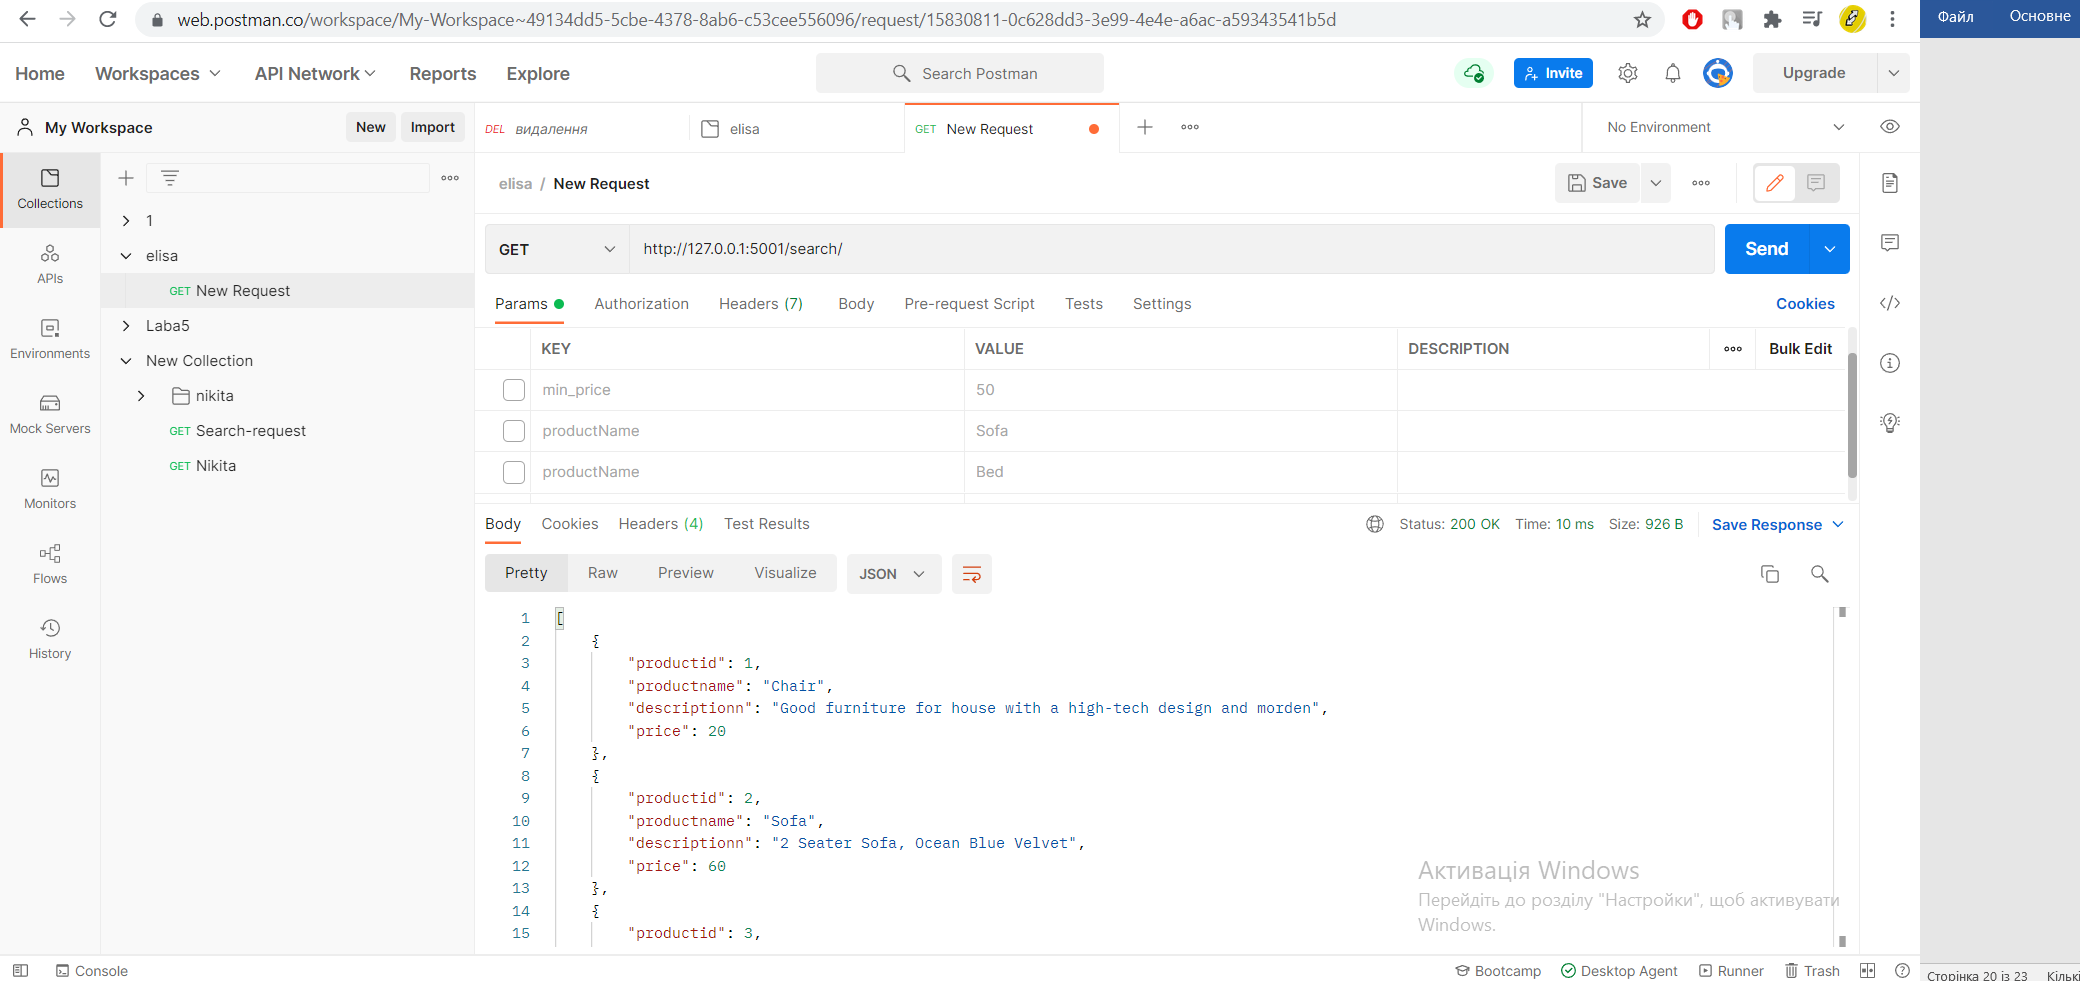 web.postman.co/workspace/My-Workspace~49134dd5-5cbe-4378-8ab6-c53cee556096/request/15830811-0c628dd3-3e99-4e4e-a6ac-a59343541b5d
Файл Основне
Home Workspaces API Network Reports Explore
Search Postman
Invite
Upgrade
My Workspace
New
Import
DEL видалення
elisa
GET New Request
No Environment
Collections
APIs
Environments
Mock Servers
Monitors
Flows
History
1
elisa
GET New Request
Laba5
New Collection
nikita
GET Search-request
GET Nikita
elisa / New Request
Save
GET
http://127.0.0.1:5001/search/
Send
Params Authorization Headers (7) Body Pre-request Script Tests Settings
Cookies
KEY VALUE DESCRIPTION Bulk Edit
min_price 50
productName Sofa
productName Bed
Body Cookies Headers (4) Test Results
Status: 200 OK Time: 10 ms Size: 926 B
Save Response
Pretty Raw Preview Visualize JSON
1 [
2 {
3 "productid": 1,
4 "productname": "Chair",
5 "descriptionn": "Good furniture for house with a high-tech design and morden",
6 "price": 20
7 },
8 {
9 "productid": 2,
10 "productname": "Sofa",
11 "descriptionn": "2 Seater Sofa, Ocean Blue Velvet",
12 "price": 60
13 },
14 {
15 "productid": 3,
Активація Windows
Перейдіть до розділу "Настройки", щоб активувати
Windows.
Console
Bootcamp Desktop Agent Runner Trash
Сторінка 20 із 23 Кількі